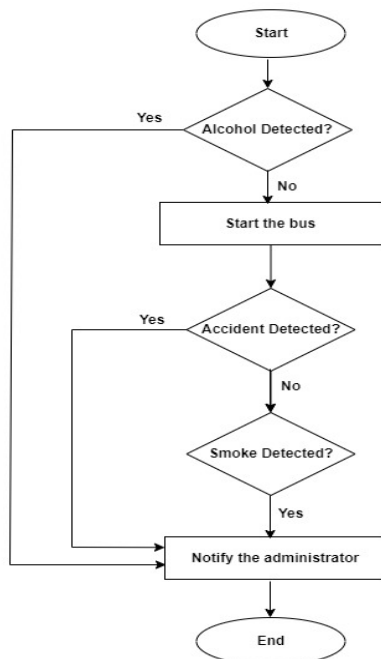 Start
Yes
Alcohol Detected?
No
Start the bus
Yes
Accident Detected?
No
Smoke Detected?
Yes
Notify the administrator
End